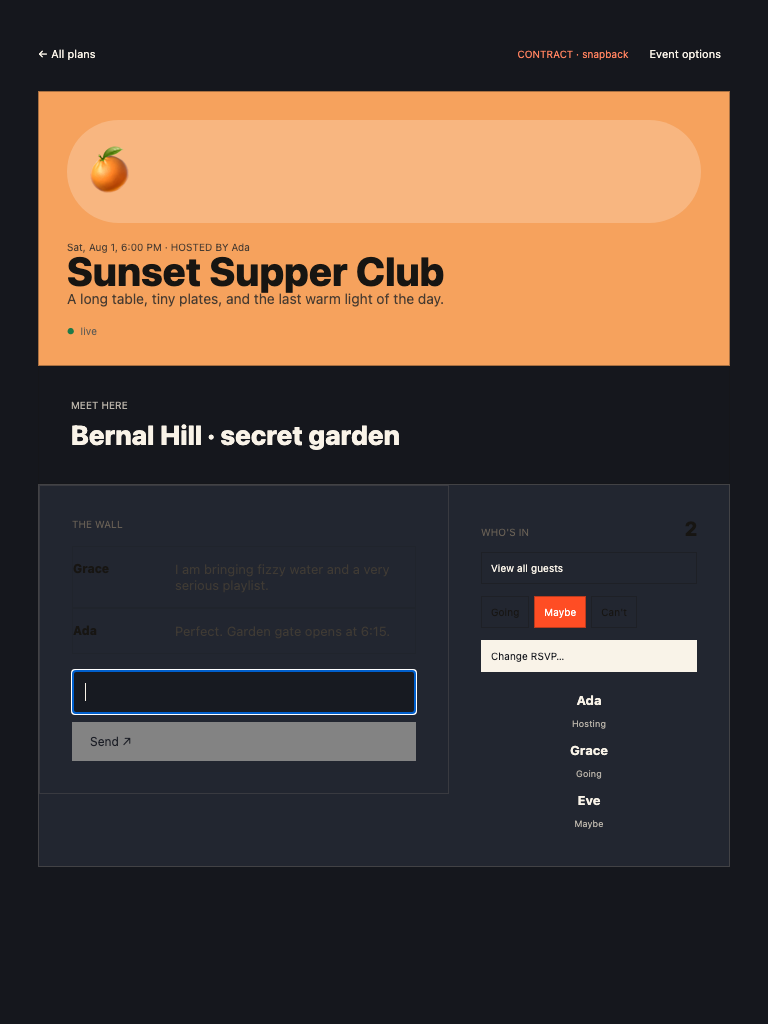 ← All plans
CONTRACT · snapback
Event options
Sat, Aug 1, 6:00 PM · HOSTED BY Ada
Sunset Supper Club
A long table, tiny plates, and the last warm light of the day.
live
MEET HERE
Bernal Hill · secret garden
THE WALL
Grace
I am bringing fizzy water and a very
serious playlist.
Ada
Perfect. Garden gate opens at 6:15.
Send ↗
WHO'S IN
2
View all guests
Going
Maybe
Can't
Change RSVP...
Ada
Hosting
Grace
Going
Eve
Maybe